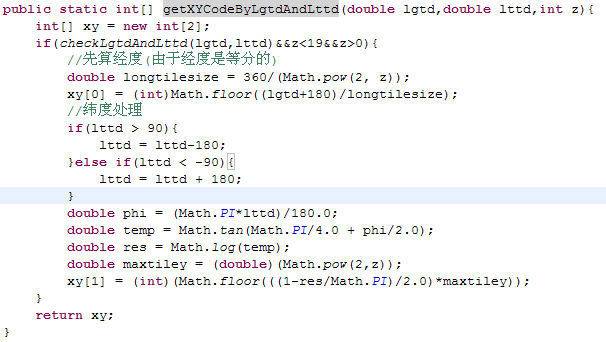 public static int[] getXYCodeByLgtdAndLttd(double lgtd,double lttd,int z){
int[] xy = new int[2];
if(checkLgtdAndLttd(lgtd,lttd)&&z<19&&z>0){
//先算经度(由于经度是等分的)
double longtilesize = 360/(Math.pow(2, z));
xy[0] = (int)Math.floor((lgtd+180)/longtilesize);
//纬度处理
if(lttd > 90){
lttd = lttd-180;
}else if(lttd < -90){
lttd = lttd + 180;
}
double phi = (Math.PI*lttd)/180.0;
double temp = Math.tan(Math.PI/4.0 + phi/2.0);
double res = Math.log(temp);
double maxtiley = (double)(Math.pow(2,z));
xy[1] = (int)(Math.floor(((1-res/Math.PI)/2.0)*maxtiley));
}
return xy;
}